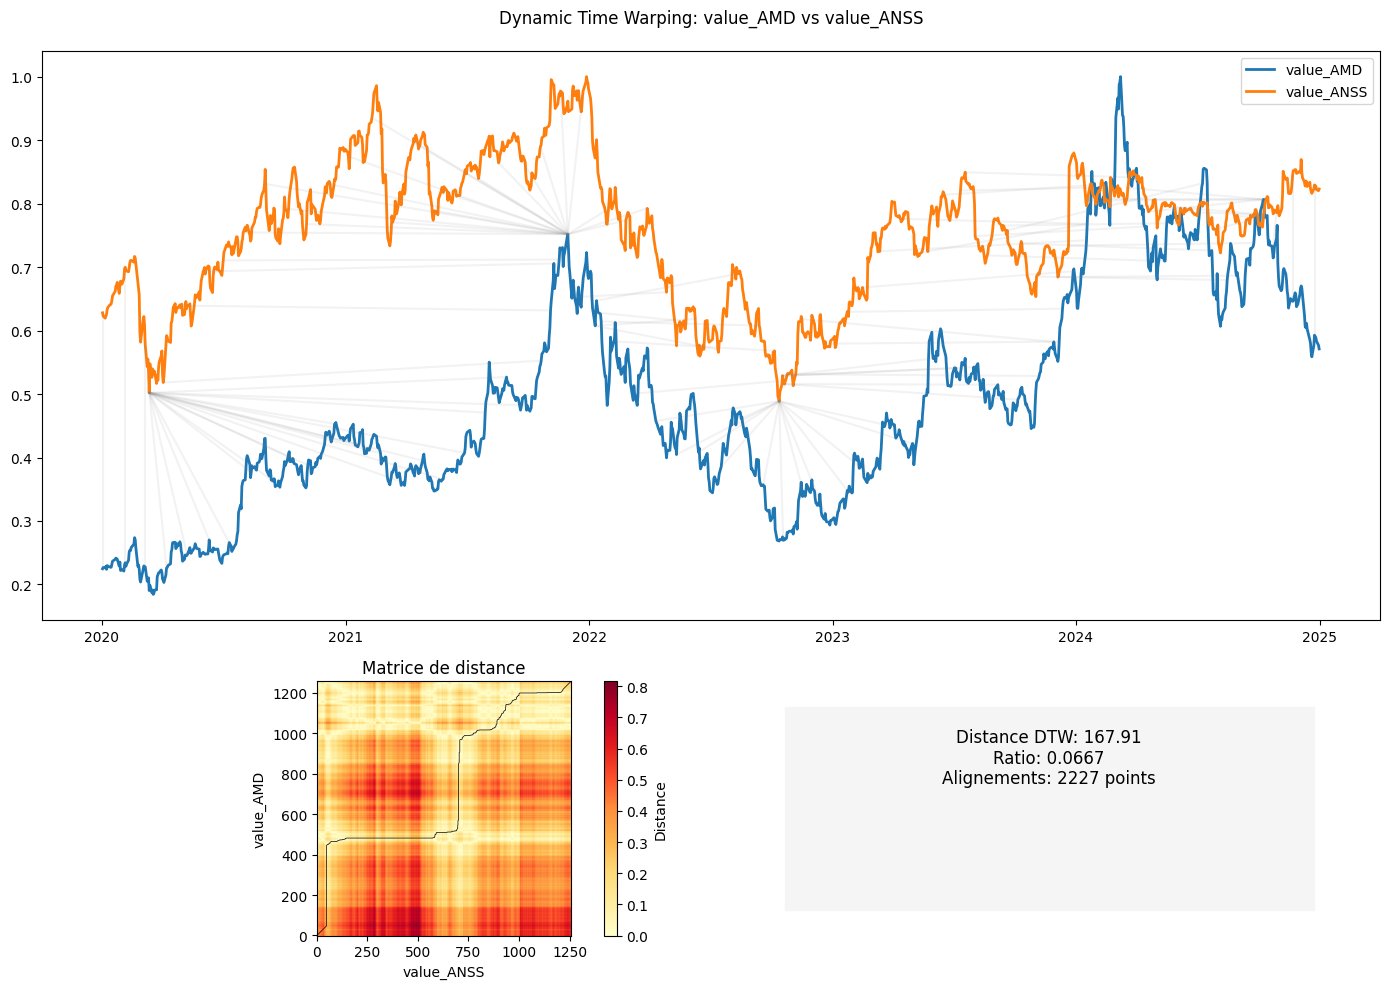 Dynamic Time Warping: value_AMD vs value_ANSS
value_AMD
value_ANSS
1.0
0.9
0.8
0.7
0.6
0.5
0.4
0.3
0.2
2020 2021 2022 2023 2024 2025
Matrice de distance
value_AMD
1200
1000
800
600
400
200
0
0 250 500 750 1000 1250
value_ANSS
0.8
0.7
0.6
0.5
0.4
0.3
0.2
0.1
0.0
Distance
Distance DTW: 167.91
Ratio: 0.0667
Alignements: 2227 points